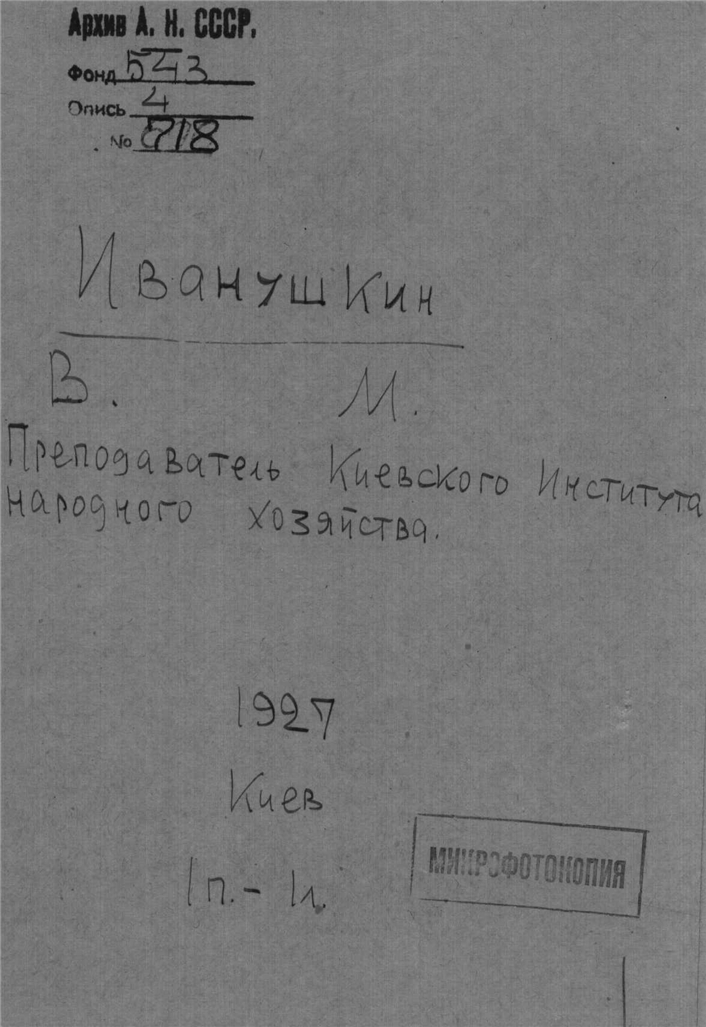 Архив А. Н. СССР.
Фонд 543
Опись 4
№ 718
Иванушкин
В. М.
Преподаватель Киевского Института
народного хозяйства.
1927
Киев
1п. - 1л.
МИКРОФОТОКОПИЯ